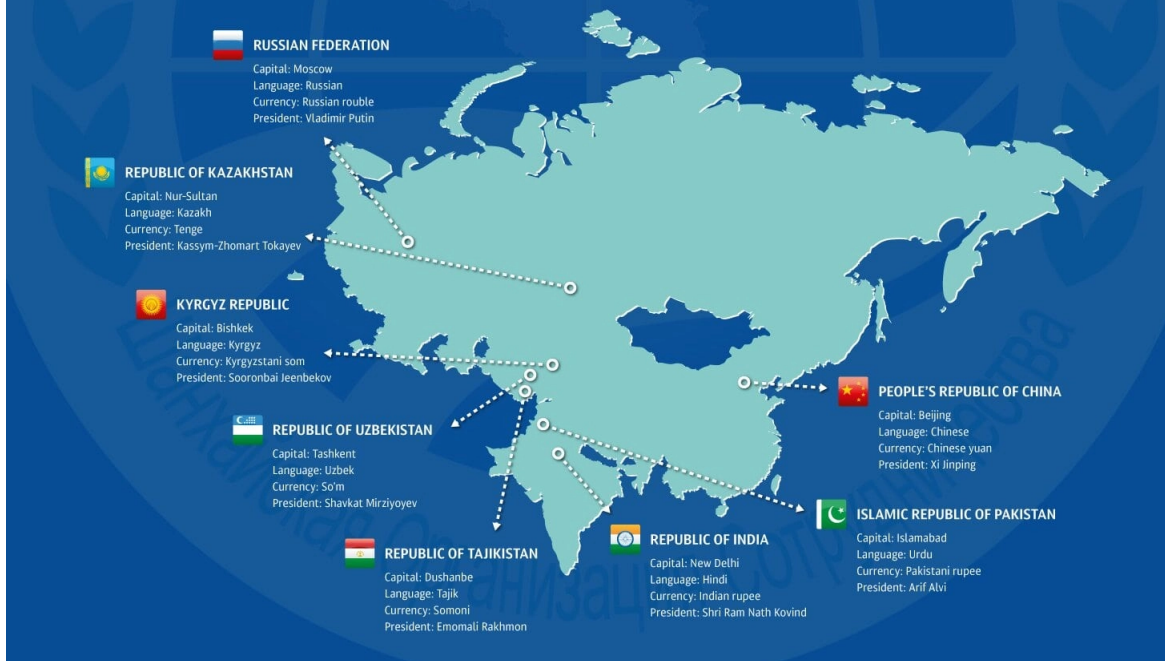 RUSSIAN FEDERATION
Capital: Moscow
Language: Russian
Currency: Russian rouble
President: Vladimir Putin
REPUBLIC OF KAZAKHSTAN
Capital: Nur-Sultan
Language: Kazakh
Currency: Tenge
President: Kassym-Zhomart Tokayev
KYRGYZ REPUBLIC
Capital: Bishkek
Language: Kyrgyz
Currency: Kyrgyzstani som
President: Sooronbai Jeenbekov
REPUBLIC OF UZBEKISTAN
Capital: Tashkent
Language: Uzbek
Currency: So'm
President: Shavkat Mirziyoyev
REPUBLIC OF TAJIKISTAN
Capital: Dushanbe
Language: Tajik
Currency: Somoni
President: Emomali Rakhmon
REPUBLIC OF INDIA
Capital: New Delhi
Language: Hindi
Currency: Indian rupee
President: Shri Ram Nath Kovind
PEOPLE'S REPUBLIC OF CHINA
Capital: Beijing
Language: Chinese
Currency: Chinese yuan
President: Xi Jinping
ISLAMIC REPUBLIC OF PAKISTAN
Capital: Islamabad
Language: Urdu
Currency: Pakistani rupee
President: Arif Alvi